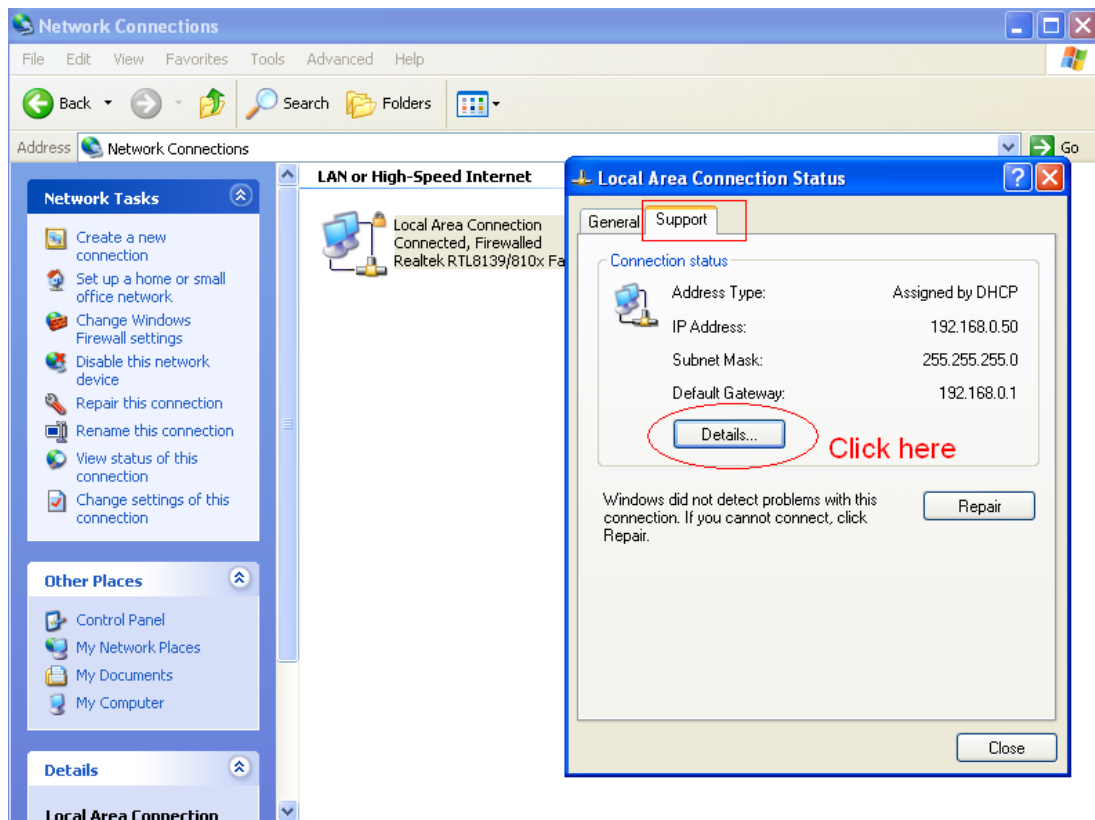 Network Connections
File Edit View Favorites Tools Advanced Help
Back Search Folders
Address Network Connections Go
Network Tasks
Create a new
connection
Set up a home or small
office network
Change Windows
Firewall settings
Disable this network
device
Repair this connection
Rename this connection
View status of this
connection
Change settings of this
connection
Other Places
Control Panel
My Network Places
My Documents
My Computer
Details
Local Area Connection
LAN or High-Speed Internet
Local Area Connection
Connected, Firewalled
Realtek RTL8139/810x Fa
Local Area Connection Status
General Support
Connection status
Address Type: Assigned by DHCP
IP Address: 192.168.0.50
Subnet Mask: 255.255.255.0
Default Gateway: 192.168.0.1
Details...
Click here
Windows did not detect problems with this
connection. If you cannot connect, click
Repair.
Repair
Close